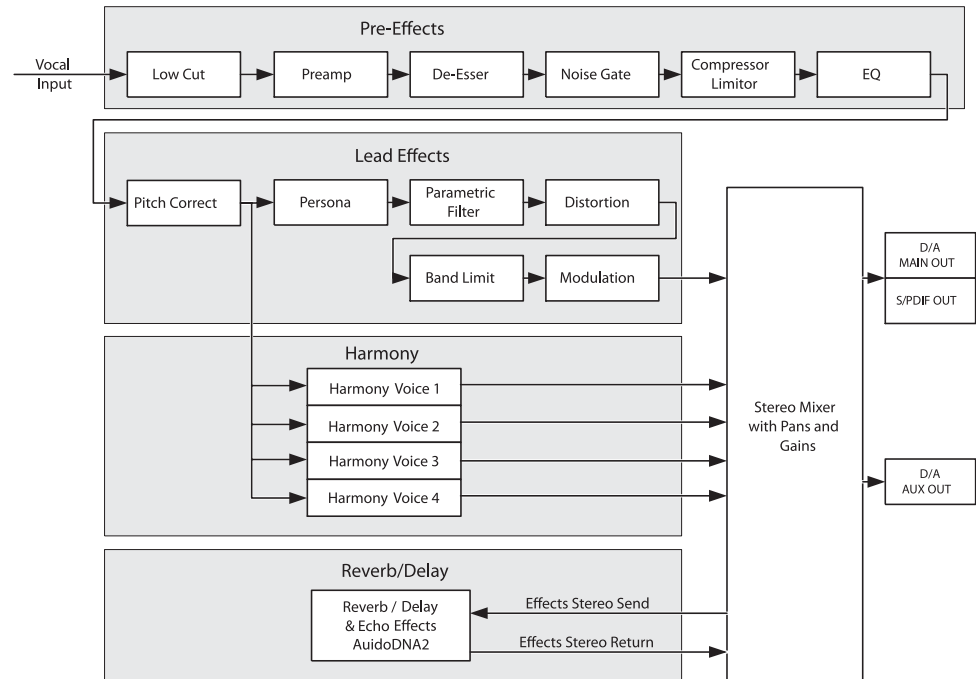 Pre-Effects
Vocal
Input
Low Cut
Preamp
De-Esser
Noise Gate
Compressor
Limitor
EQ
Lead Effects
Pitch Correct
Persona
Parametric
Filter
Distortion
Band Limit
Modulation
Harmony
Harmony Voice 1
Harmony Voice 2
Harmony Voice 3
Harmony Voice 4
Stereo Mixer
with Pans and
Gains
D/A
MAIN OUT
S/PDIF OUT
D/A
AUX OUT
Reverb/Delay
Reverb / Delay
& Echo Effects
AuidoDNA2
Effects Stereo Send
Effects Stereo Return